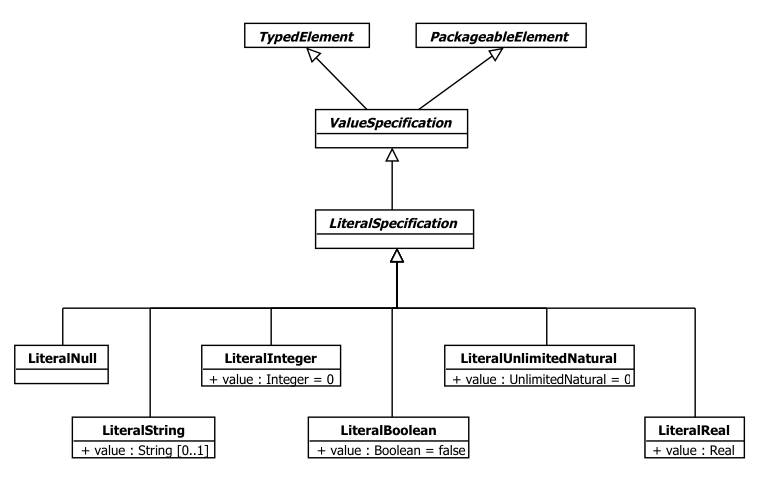 TypedElement
PackageableElement
ValueSpecification
LiteralSpecification
LiteralNull
LiteralInteger
+ value : Integer = 0
LiteralUnlimitedNatural
+ value : UnlimitedNatural = 0
LiteralString
+ value : String [0..1]
LiteralBoolean
+ value : Boolean = false
LiteralReal
+ value : Real